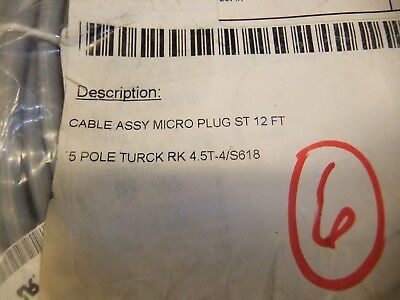 Description:
CABLE ASSY MICRO PLUG ST 12 FT
5 POLE TURCK RK 4.5T-4/S618
6